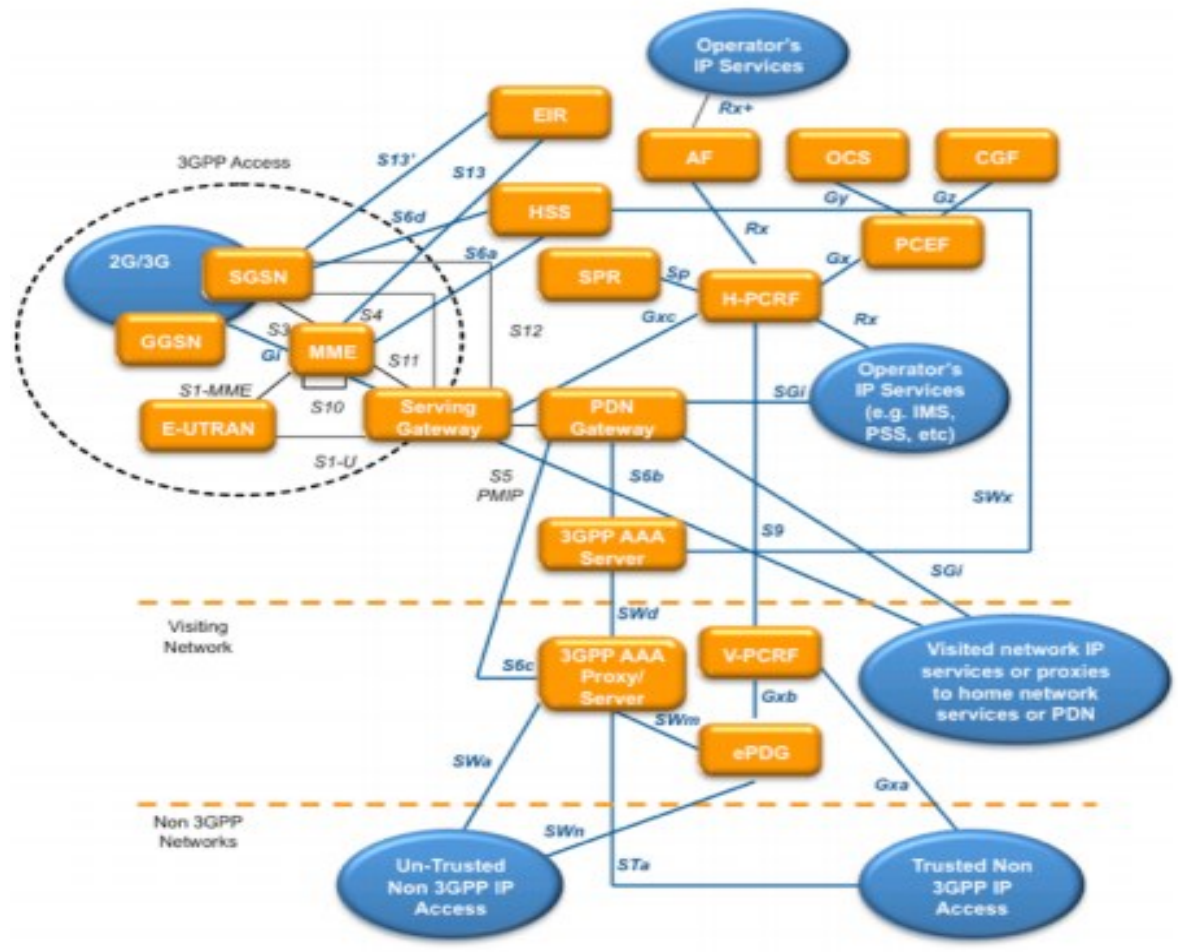 Operator's
IP Services
Rx+
EIR
AF
OCS
CGF
3GPP Access
S13'
S13
Gy
Gz
HSS
S6d
Rx
PCEF
S6a
2G/3G
SGSN
SPR
Sp
Gx
H-PCRF
S3
S4
S12
Gxc
Rx
GGSN
Gi
MME
S11
S1-MME
S10
SGi
Operator's
IP Services
(e.g. IMS,
PSS, etc)
E-UTRAN
Serving
Gateway
PDN
Gateway
S1-U
S5
PMIP
S6b
SWx
S9
3GPP AAA
Server
SGi
SWd
Visiting
Network
S6c
3GPP AAA
Proxy/
Server
V-PCRF
Visited network IP
services or proxies
to home network
services or PDN
Gxb
SWm
ePDG
SWa
Gxa
Non 3GPP
Networks
SWn
Un-Trusted
Non 3GPP IP
Access
STa
Trusted Non
3GPP IP
Access